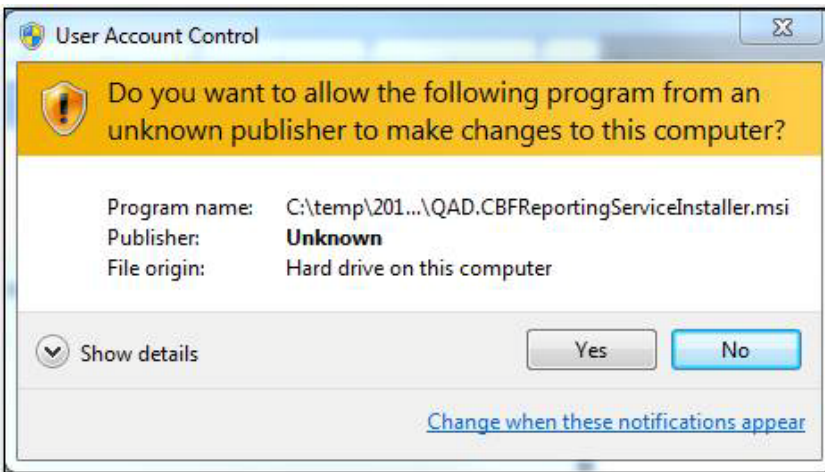 User Account Control
Do you want to allow the following program from an
unknown publisher to make changes to this computer?
Program name: C:\temp\201...\QAD.CBFReportingServiceInstaller.msi
Publisher: Unknown
File origin: Hard drive on this computer
Show details Yes No
Change when these notifications appear